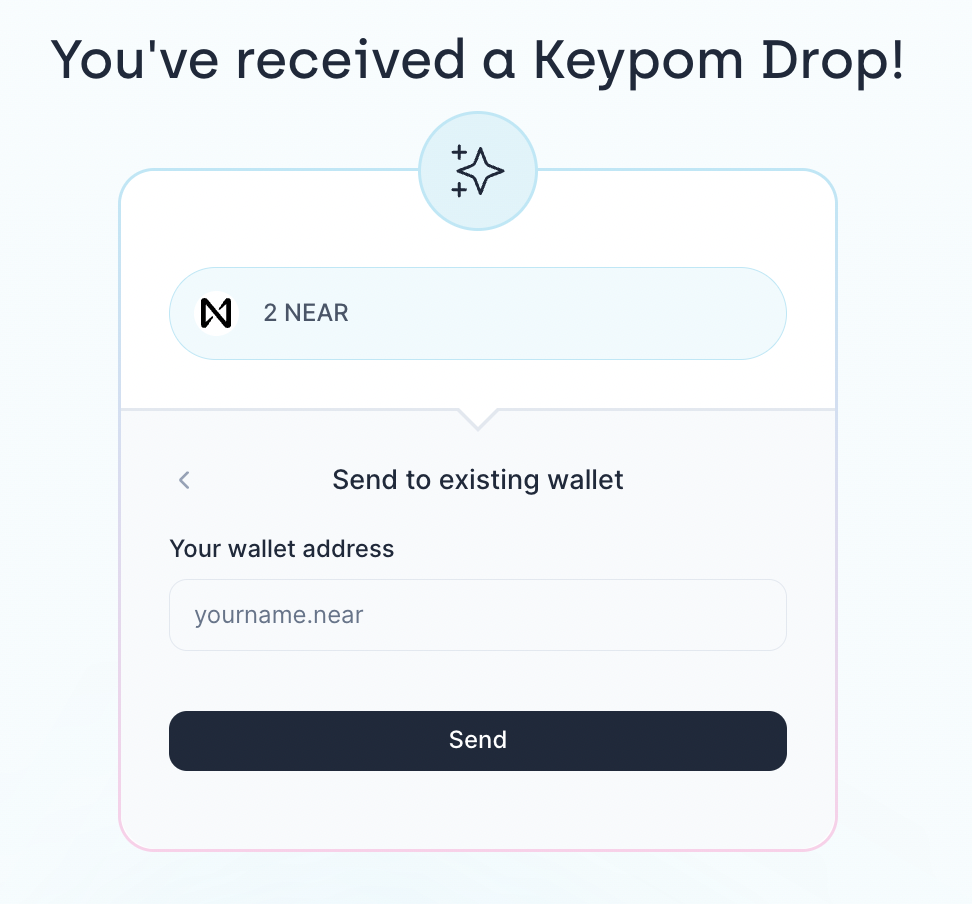 You've received a Keypom Drop!
2 NEAR
Send to existing wallet
Your wallet address
yourname.near
Send